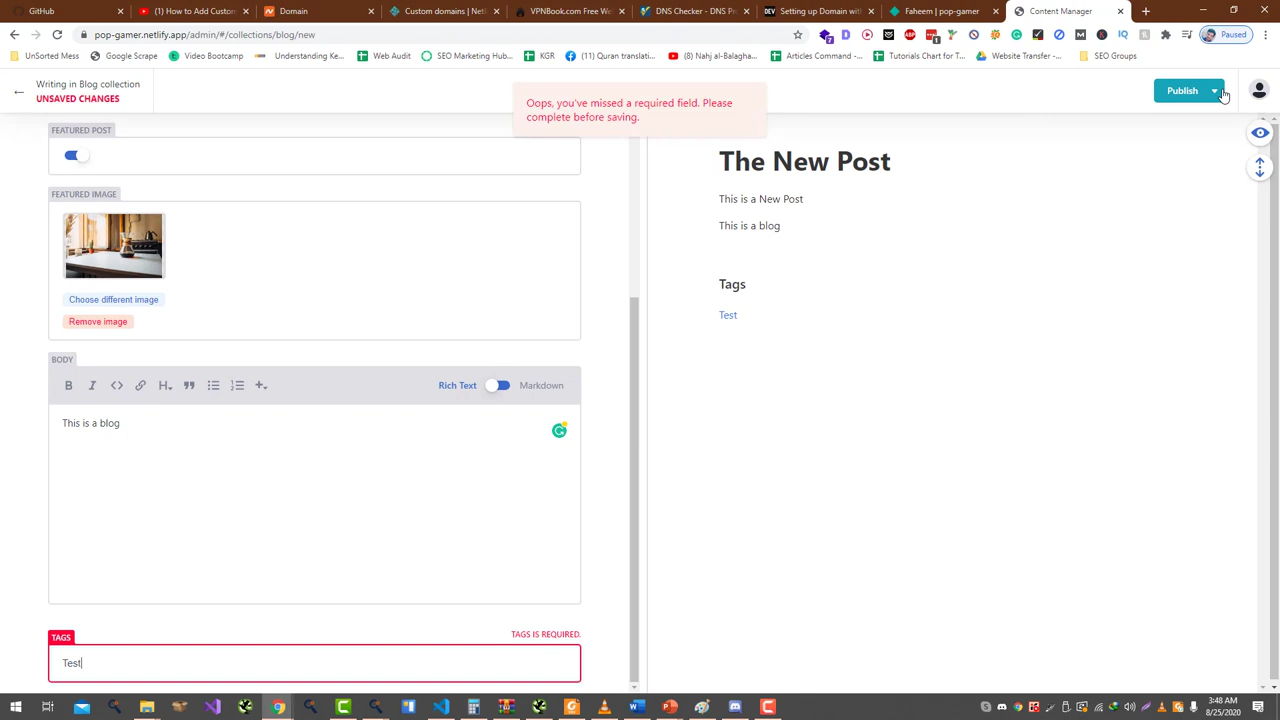 GitHub
(1) How to Add Custom
Domain
Custom domains | Netl
VPNBook.com Free We
DNS Checker - DNS Pr
Setting up Domain with
Faheem | pop-gamer
Content Manager
pop-gamer.netlify.app/admin/#/collections/blog/new
Paused
UnSorted Mess
GoogleScrape
Video Bootcamp
Understanding Ke...
Web Audit
SEO Marketing Hub...
KGR
(11) Quran translati...
(8) Nahj al-Balagha...
Articles Command -...
Tutorials Chart for T...
Website Transfer -...
SEO Groups
Writing in Blog collection
UNSAVED CHANGES
Oops, you've missed a required field. Please
complete before saving.
Publish
FEATURED POST
FEATURED IMAGE
Choose different image
Remove image
BODY
Rich Text
Markdown
This is a blog
TAGS
TAGS IS REQUIRED.
Test
The New Post
This is a New Post
This is a blog
Tags
Test
3:48 AM
8/25/2020